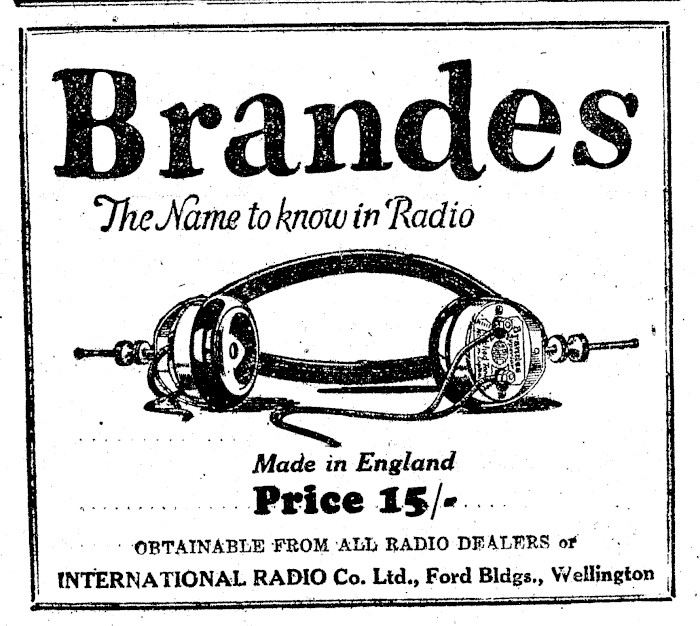 Brandes
The Name to know in Radio
Brandes
Made in England
Price 15/-
OBTAINABLE FROM ALL RADIO DEALERS or
INTERNATIONAL RADIO Co. Ltd., Ford Bldgs., Wellington